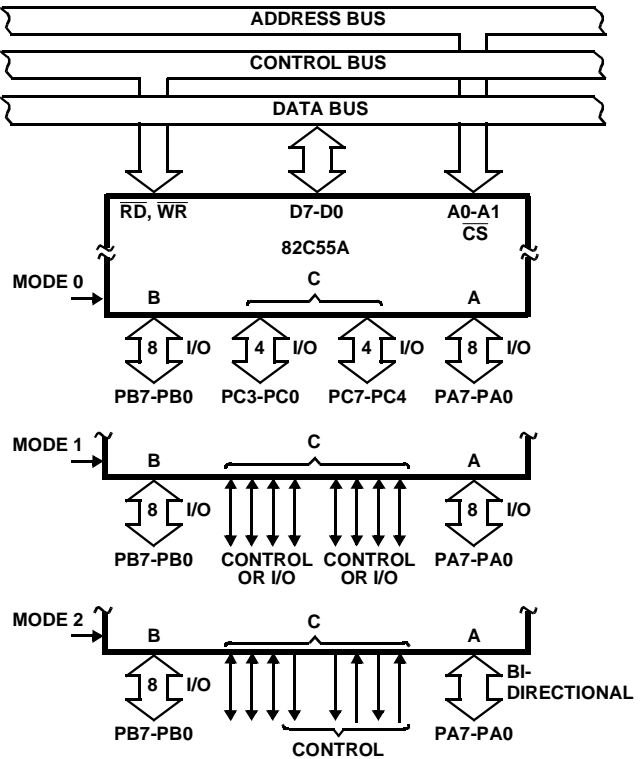 ADDRESS BUS
CONTROL BUS
DATA BUS
RD, WR
D7-D0
A0-A1
CS
82C55A
MODE 0
B
C
A
8
I/O
4
I/O
4
I/O
8
I/O
PB7-PB0
PC3-PC0
PC7-PC4
PA7-PA0
MODE 1
B
C
A
8
I/O
8
I/O
PB7-PB0
CONTROL
OR I/O
CONTROL
OR I/O
PA7-PA0
MODE 2
B
C
A
8
I/O
BI-
DIRECTIONAL
PB7-PB0
CONTROL
PA7-PA0